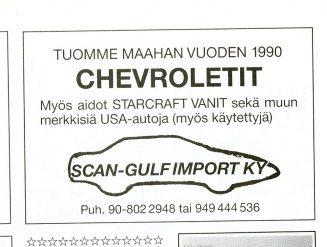 TUOMME MAAHAN VUODEN 1990
CHEVROLETIT
Myös aidot STARCRAFT VANIT sekä muun
merkkisiä USA-autoja (myös käytettyjä)
SCAN-GULF IMPORT KY
Puh. 90-802 2948 tai 949 444 536